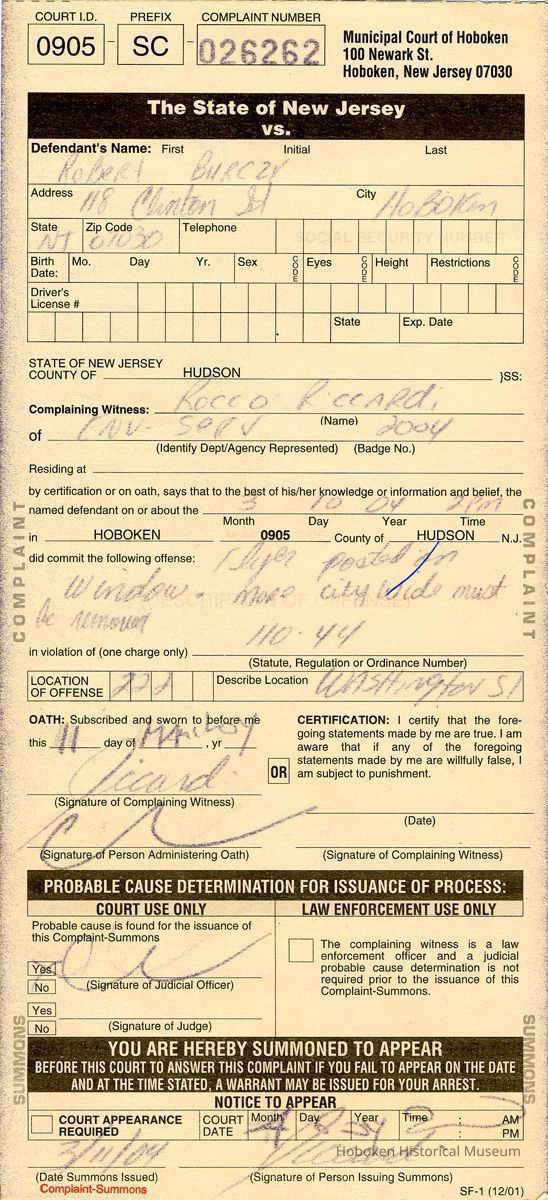 COURT I.D. PREFIX COMPLAINT NUMBER
0905 - SC - 026262
Municipal Court of Hoboken
100 Newark St.
Hoboken, New Jersey 07030
The State of New Jersey
vs.
Defendant's Name: First Initial Last
Robert Burczy
Address City
118 Clinton St Hoboken
State Zip Code Telephone
NJ 07030 SOCIAL SECURITY NUMBER
Birth Date: Mo. Day Yr. Sex CODE Eyes CODE Height Restrictions CODE
Driver's License #
State Exp. Date
STATE OF NEW JERSEY
COUNTY OF HUDSON }SS:
Complaining Witness: Rocco Riccardi
(Name)
of ENV- SERV 2004
(Identify Dept/Agency Represented) (Badge No.)
Residing at
by certification or on oath, says that to the best of his/her knowledge or information and belief, the
named defendant on or about the 3 10 04 2PM
Month Day Year Time
in HOBOKEN 0905 County of HUDSON N.J.
did commit the following offense: Flyer posted on
window - more city wide must
be removed
110-44
in violation of (one charge only)
(Statute, Regulation or Ordinance Number)
LOCATION OF OFFENSE 222 Describe Location Washington St
OATH: Subscribed and sworn to before me
this 11 day of , yr
(Signature of Complaining Witness)
(Signature of Person Administering Oath)
OR
CERTIFICATION: I certify that the fore-
going statements made by me are true. I am
aware that if any of the foregoing
statements made by me are willfully false, I
am subject to punishment.
(Date)
(Signature of Complaining Witness)
COMPLAINT
COMPLAINT
PROBABLE CAUSE DETERMINATION FOR ISSUANCE OF PROCESS:
COURT USE ONLY
Probable cause is found for the issuance of
this Complaint-Summons
Yes
No (Signature of Judicial Officer)
Yes
No (Signature of Judge)
LAW ENFORCEMENT USE ONLY
The complaining witness is a law
enforcement officer and a judicial
probable cause determination is not
required prior to the issuance of this
Complaint-Summons.
SUMMONS
SUMMONS
YOU ARE HEREBY SUMMONED TO APPEAR
BEFORE THIS COURT TO ANSWER THIS COMPLAINT IF YOU FAIL TO APPEAR ON THE DATE
AND AT THE TIME STATED, A WARRANT MAY BE ISSUED FOR YOUR ARREST.
NOTICE TO APPEAR
COURT APPEARANCE REQUIRED
COURT DATE Month Day Year Time : AM
: PM
3/11/04
Hoboken Historical Museum
(Date Summons Issued) (Signature of Person Issuing Summons)
Complaint-Summons SF-1 (12/01)